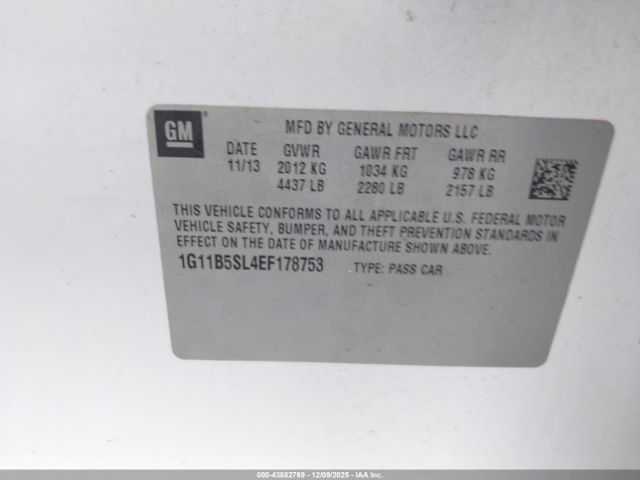 GM ®
MFD BY GENERAL MOTORS LLC
DATE GVWR GAWR FRT GAWR RR
11/13 2012 KG 1034 KG 978 KG
4437 LB 2280 LB 2157 LB
THIS VEHICLE CONFORMS TO ALL APPLICABLE U.S. FEDERAL MOTOR
VEHICLE SAFETY, BUMPER, AND THEFT PREVENTION STANDARDS IN
EFFECT ON THE DATE OF MANUFACTURE SHOWN ABOVE.
1G11B5SL4EF178753 TYPE: PASS CAR
000-43882769 - 12/09/2025 - IAAI.com